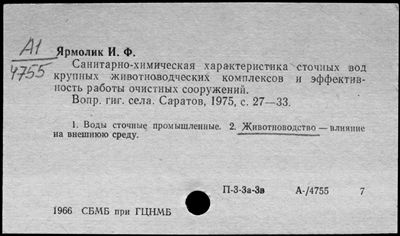 А1
4755
Ярмолик И. Ф.
Санитарно-химическая характеристика сточных вод
крупных животноводческих комплексов и эффектив-
ность работы очистных сооружений.
Вопр. гиг. села. Саратов, 1975, с. 27—33.
1. Воды сточные промышленные. 2. Животноводство — влияние
на внешнюю среду.
П-3-3а-3в А-/4755 7
1966 СБМБ при ГЦНМБ